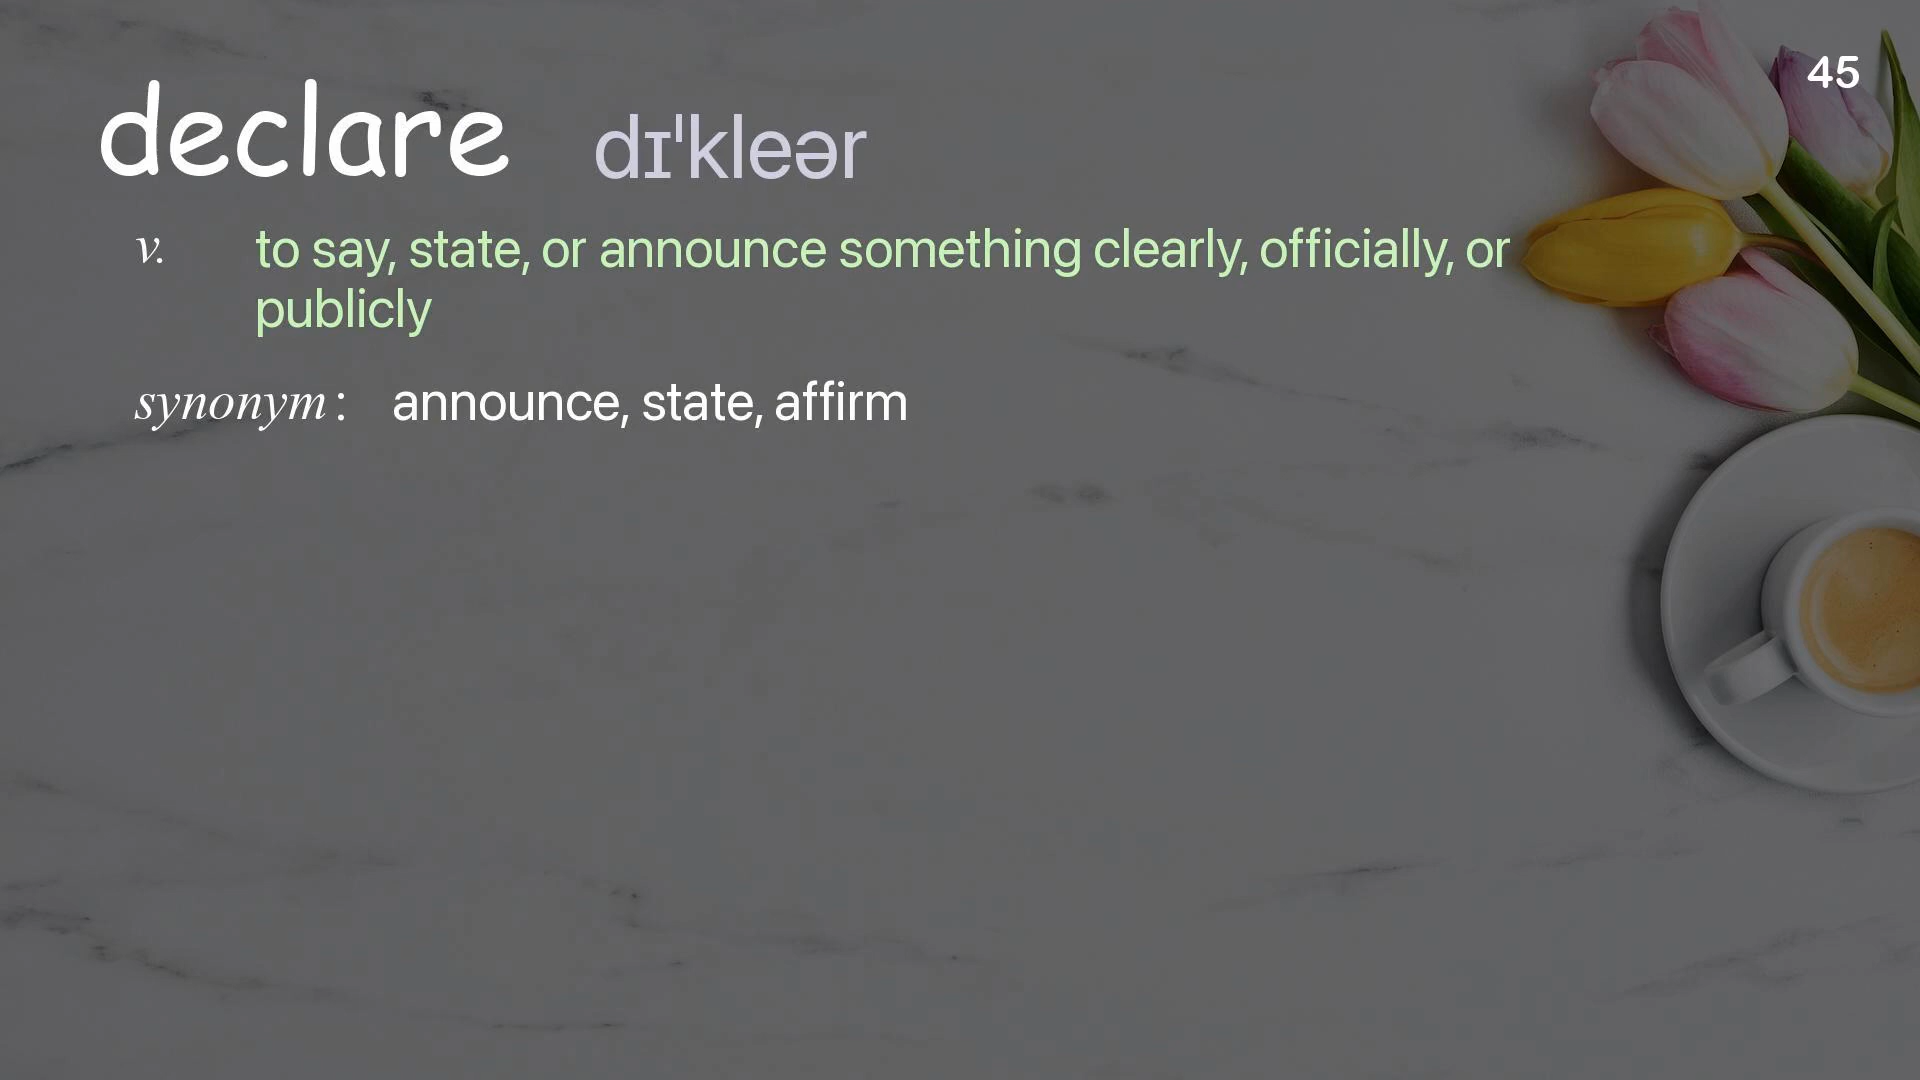 45
declare dɪ'kleər
v. to say, state, or announce something clearly, officially, or
publicly
synonym : announce, state, affirm